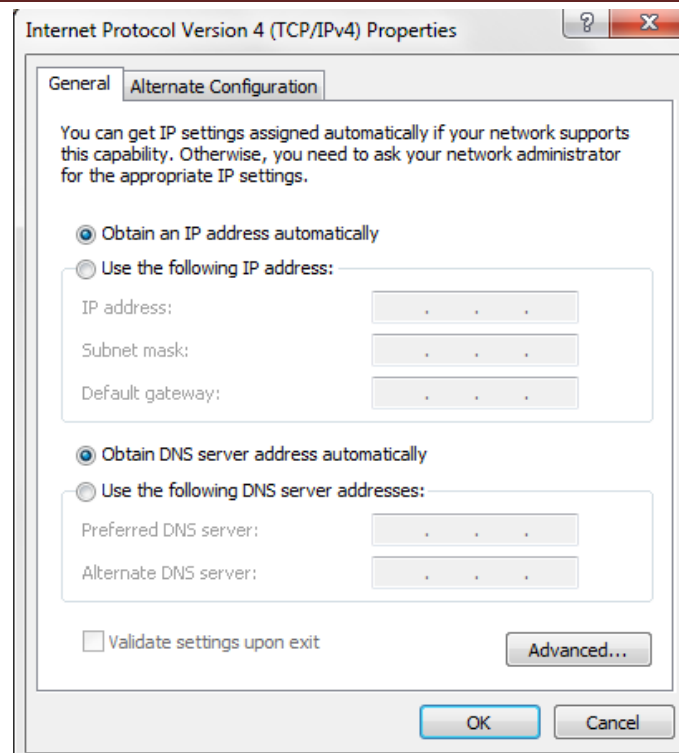 Internet Protocol Version 4 (TCP/IPv4) Properties
General
Alternate Configuration
You can get IP settings assigned automatically if your network supports
this capability. Otherwise, you need to ask your network administrator
for the appropriate IP settings.
Obtain an IP address automatically
Use the following IP address:
IP address:
Subnet mask:
Default gateway:
Obtain DNS server address automatically
Use the following DNS server addresses:
Preferred DNS server:
Alternate DNS server:
Validate settings upon exit
Advanced...
OK
Cancel